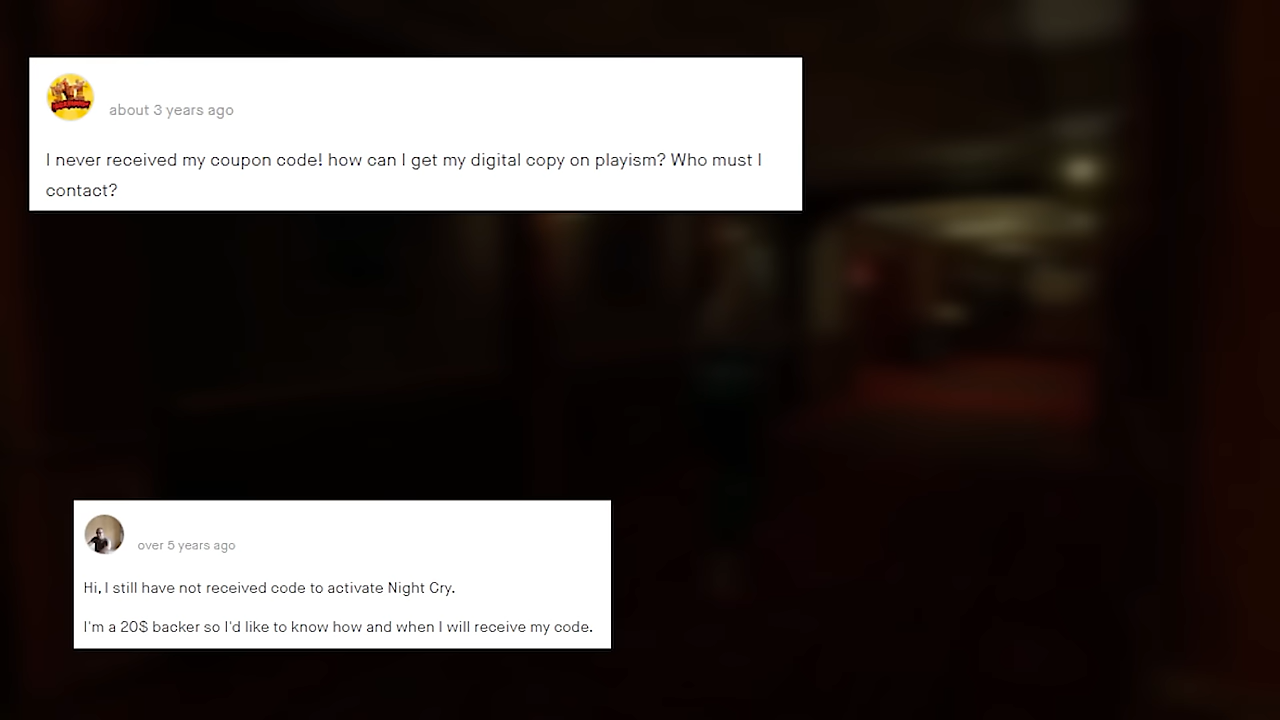 about 3 years ago
I never received my coupon code! how can I get my digital copy on playism? Who must I
contact?
over 5 years ago
Hi, I still have not received code to activate Night Cry.
I'm a 20$ backer so I'd like to know how and when I will receive my code.